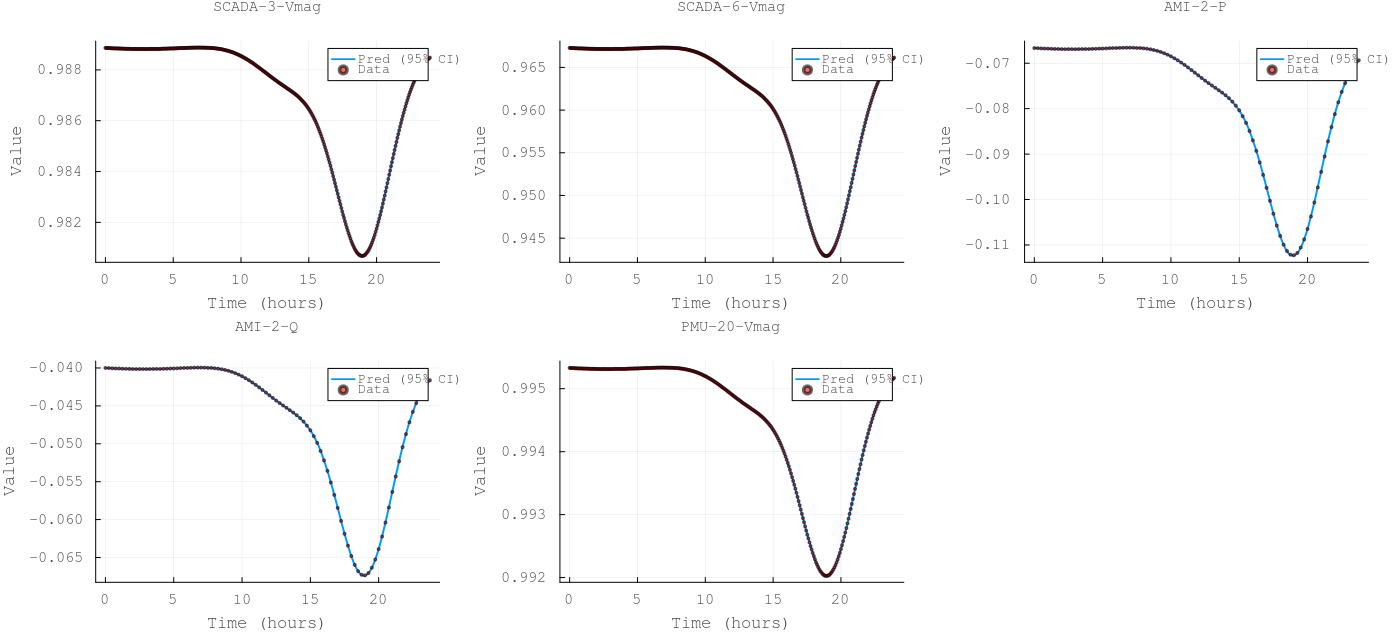 SCADA-3-Vmag
0.988
0.986
0.984
0.982
Value
Pred (95% CI)
Data
0 5 10 15 20
Time (hours)
SCADA-6-Vmag
0.965
0.960
0.955
0.950
0.945
Value
Pred (95% CI)
Data
0 5 10 15 20
Time (hours)
AMI-2-P
-0.07
-0.08
-0.09
-0.10
-0.11
Value
Pred (95% CI)
Data
0 5 10 15 20
Time (hours)
AMI-2-Q
-0.040
-0.045
-0.050
-0.055
-0.060
-0.065
Value
Pred (95% CI)
Data
0 5 10 15 20
Time (hours)
PMU-20-Vmag
0.995
0.994
0.993
0.992
Value
Pred (95% CI)
Data
0 5 10 15 20
Time (hours)